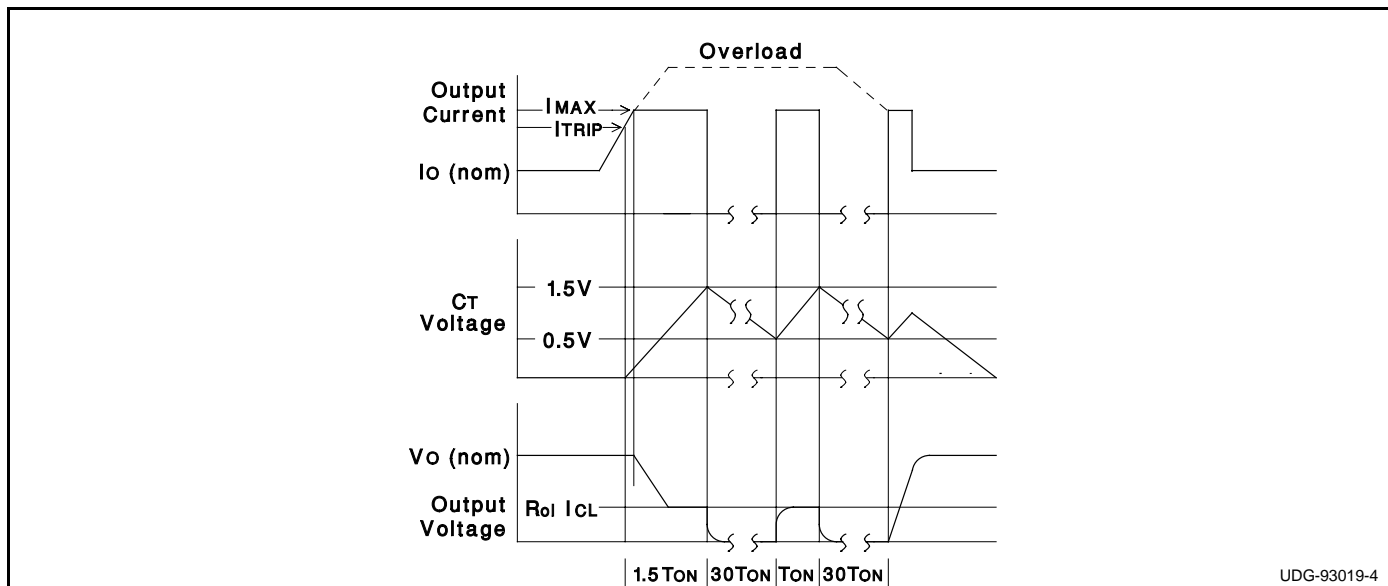 Overload
Output
Current
IMAX
ITRIP
IO (nom)
1.5V
CT
Voltage
0.5V
VO (nom)
Output
Voltage
Rol ICL
1.5 TON 30TON TON 30TON
UDG-93019-4